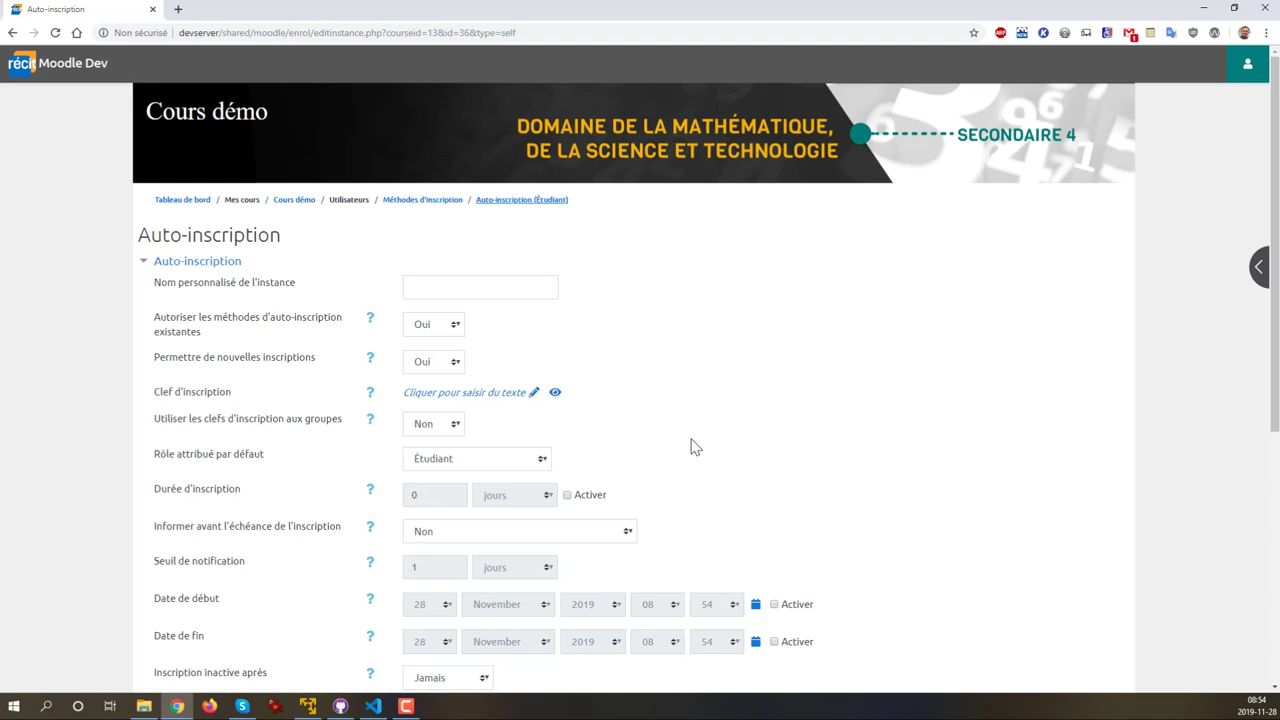 Auto-inscription
Non sécurisé | devserver/shared/moodle/enrol/editinstance.php?courseid=13&id=36&type=self
récit Moodle Dev
Cours démo
DOMAINE DE LA MATHÉMATIQUE,
DE LA SCIENCE ET TECHNOLOGIE
SECONDAIRE 4
Tableau de bord / Mes cours / Cours démo / Utilisateurs / Méthodes d'inscription / Auto-inscription (Étudiant)
Auto-inscription
Auto-inscription
Nom personnalisé de l'instance
Autoriser les méthodes d'auto-inscription existantes ? Oui
Permettre de nouvelles inscriptions ? Oui
Clef d'inscription ? Cliquer pour saisir du texte
Utiliser les clefs d'inscription aux groupes ? Non
Rôle attribué par défaut Étudiant
Durée d'inscription ? 0 jours Activer
Informer avant l'échéance de l'inscription ? Non
Seuil de notification ? 1 jours
Date de début ? 28 November 2019 08 54 Activer
Date de fin ? 28 November 2019 08 54 Activer
Inscription inactive après ? Jamais
08:54
2019-11-28